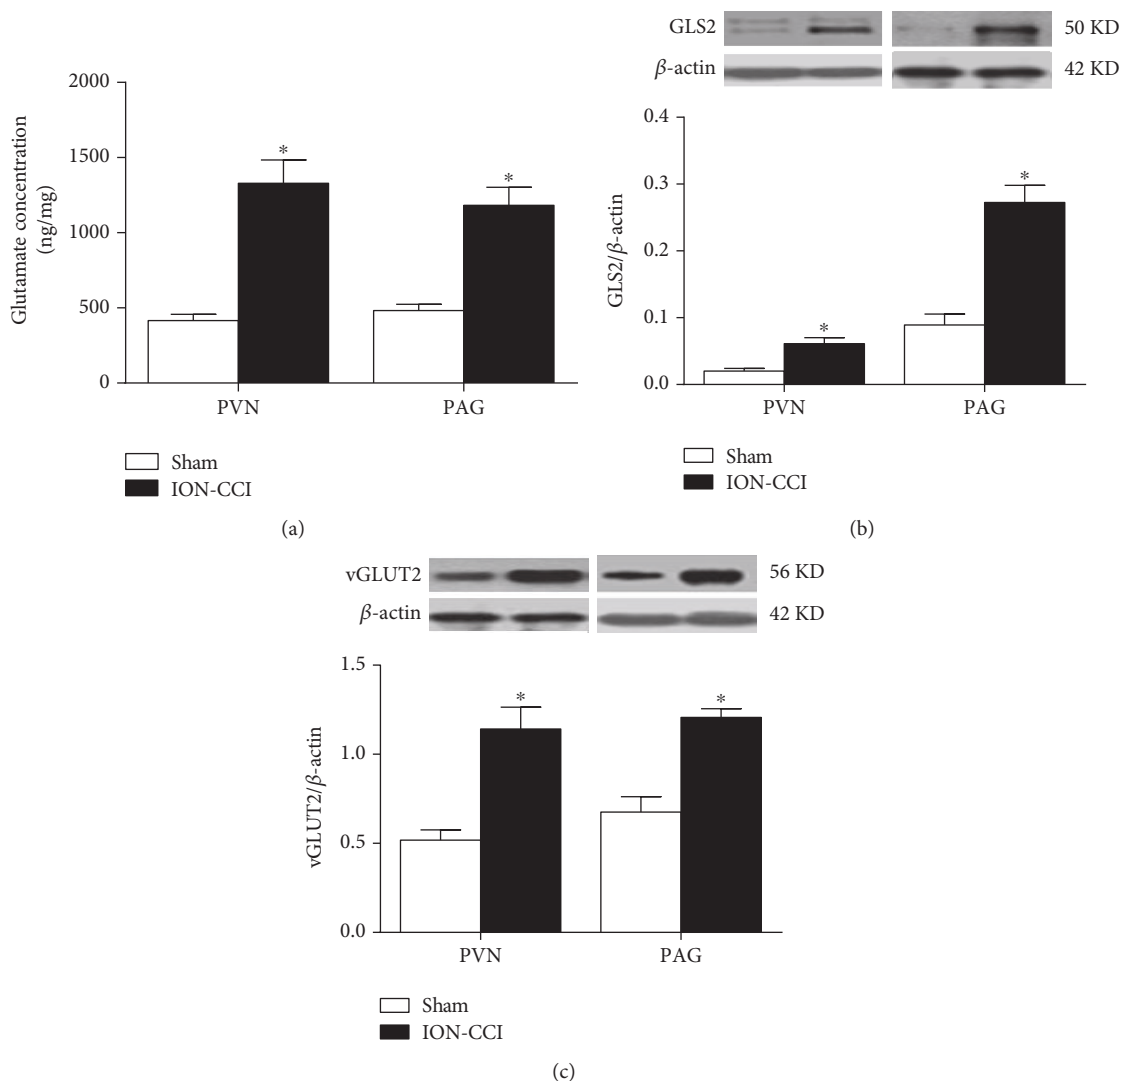 2000
1500
1000
500
0
Glutamate concentration
(ng/mg)
*
*
PVN PAG
Sham
ION-CCI
(a)
GLS2 50 KD
β-actin 42 KD
0.4
0.3
0.2
0.1
0.0
GLS2/β-actin
*
*
PVN PAG
Sham
ION-CCI
(b)
vGLUT2 56 KD
β-actin 42 KD
1.5
1.0
0.5
0.0
vGLUT2/β-actin
*
*
PVN PAG
Sham
ION-CCI
(c)